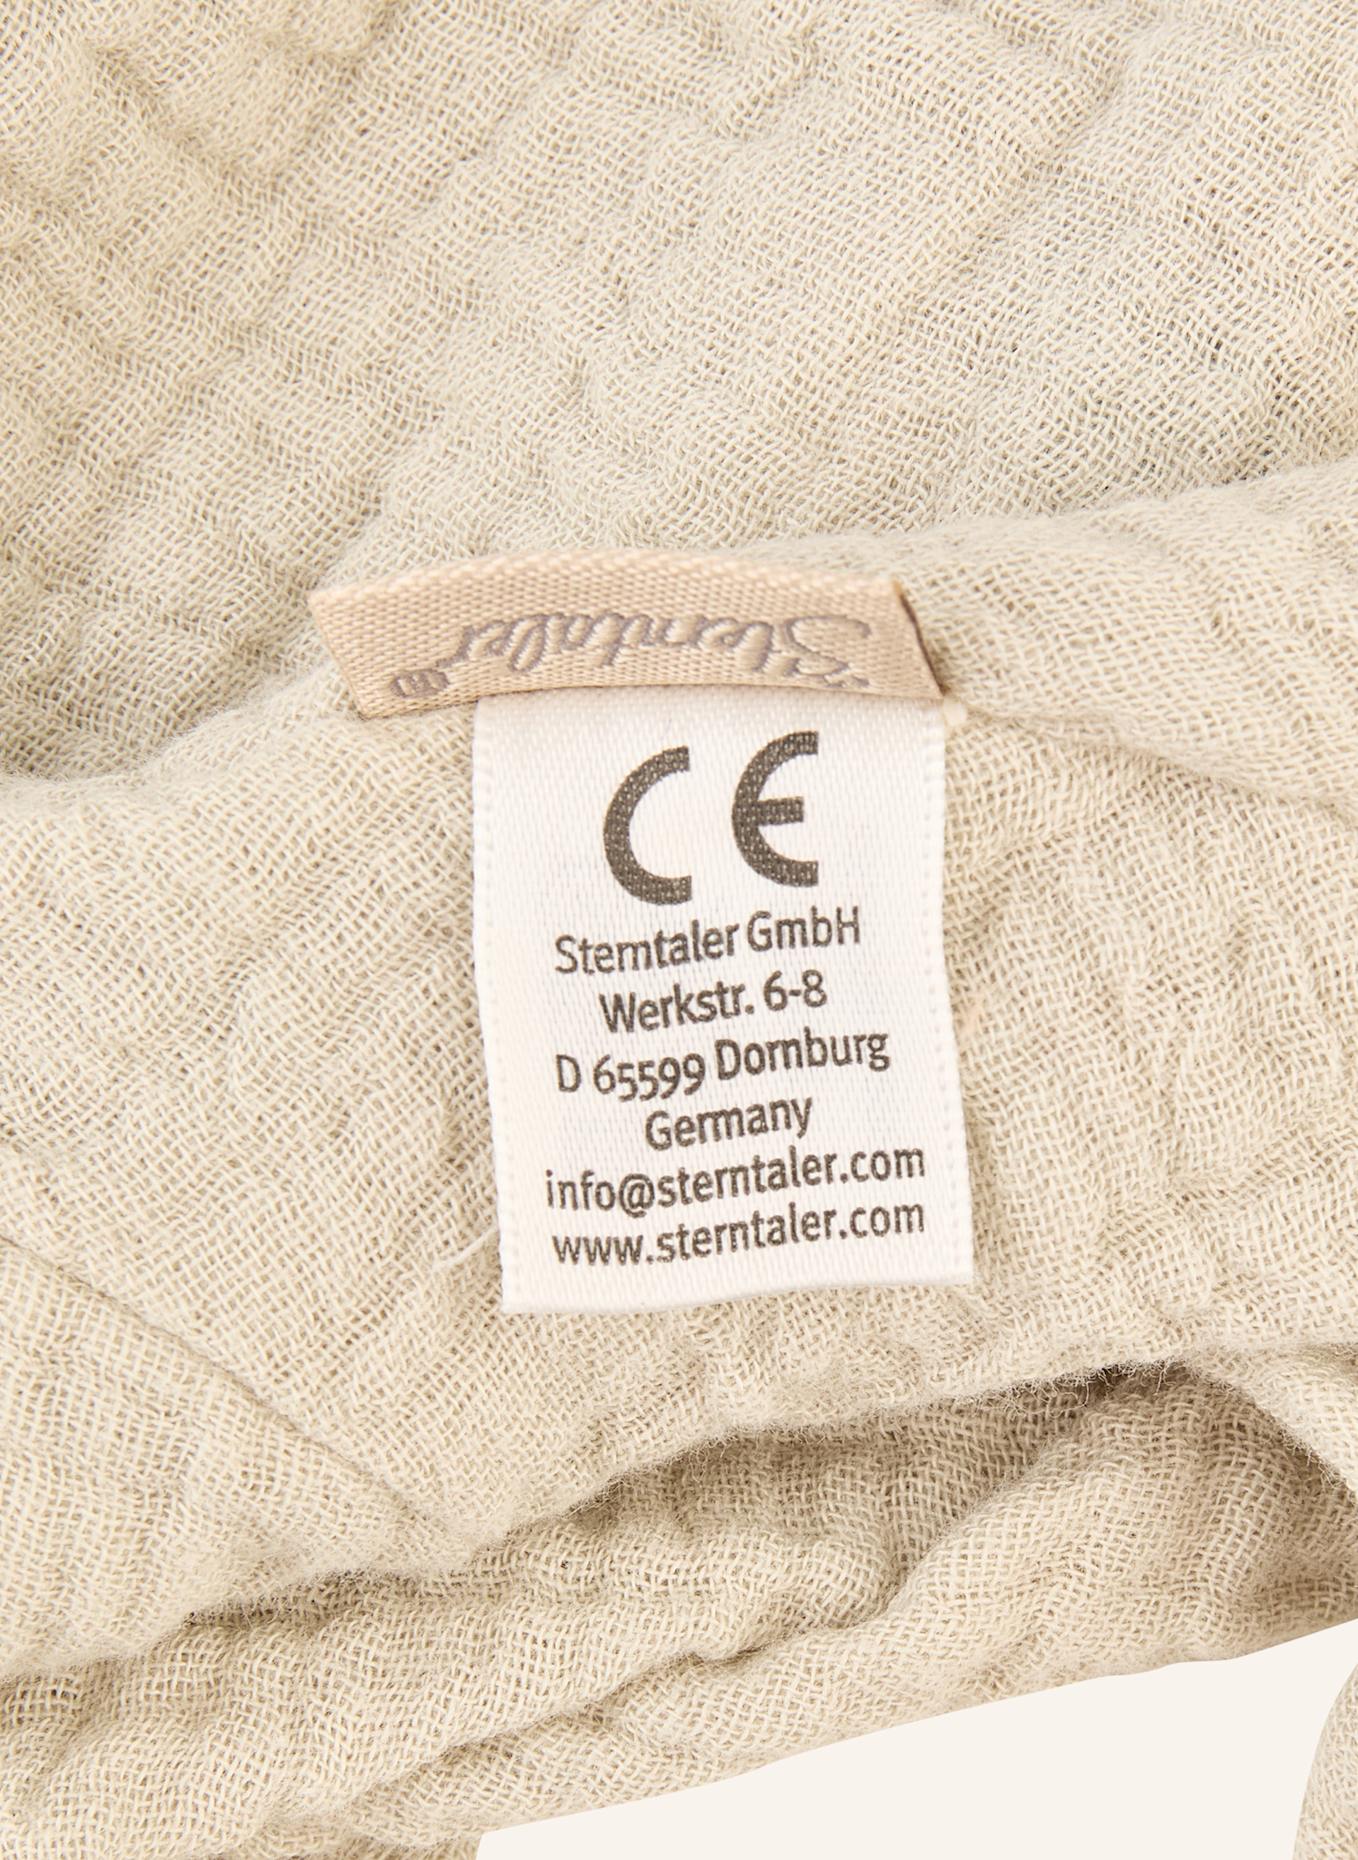 Sterntaler®
CE
Sterntaler GmbH
Werkstr. 6-8
D 65599 Dornburg
Germany
info@sterntaler.com
www.sterntaler.com